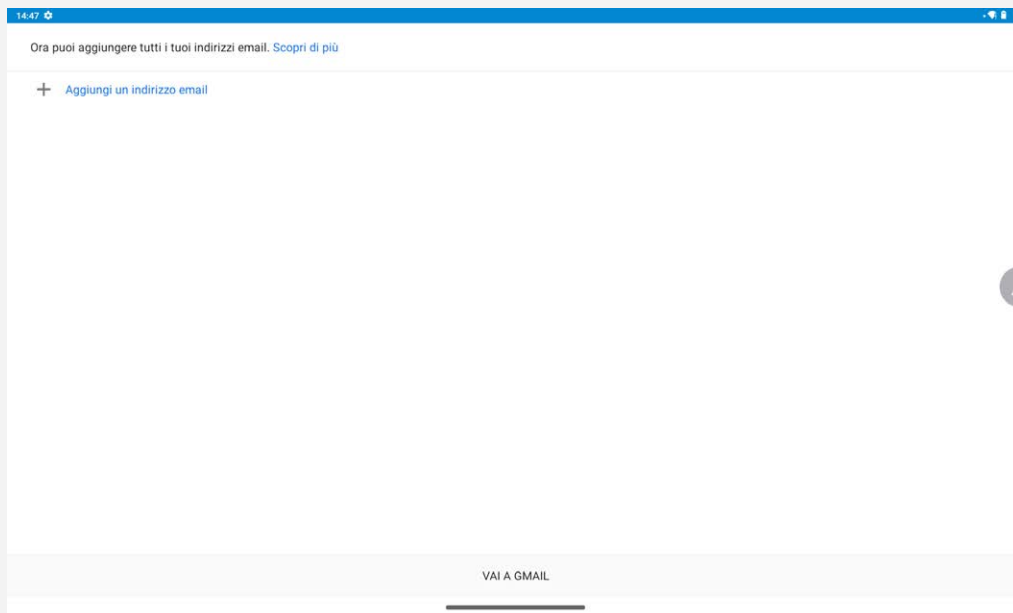 14:47
Ora puoi aggiungere tutti i tuoi indirizzi email. Scopri di più
Aggiungi un indirizzo email
VAI A GMAIL